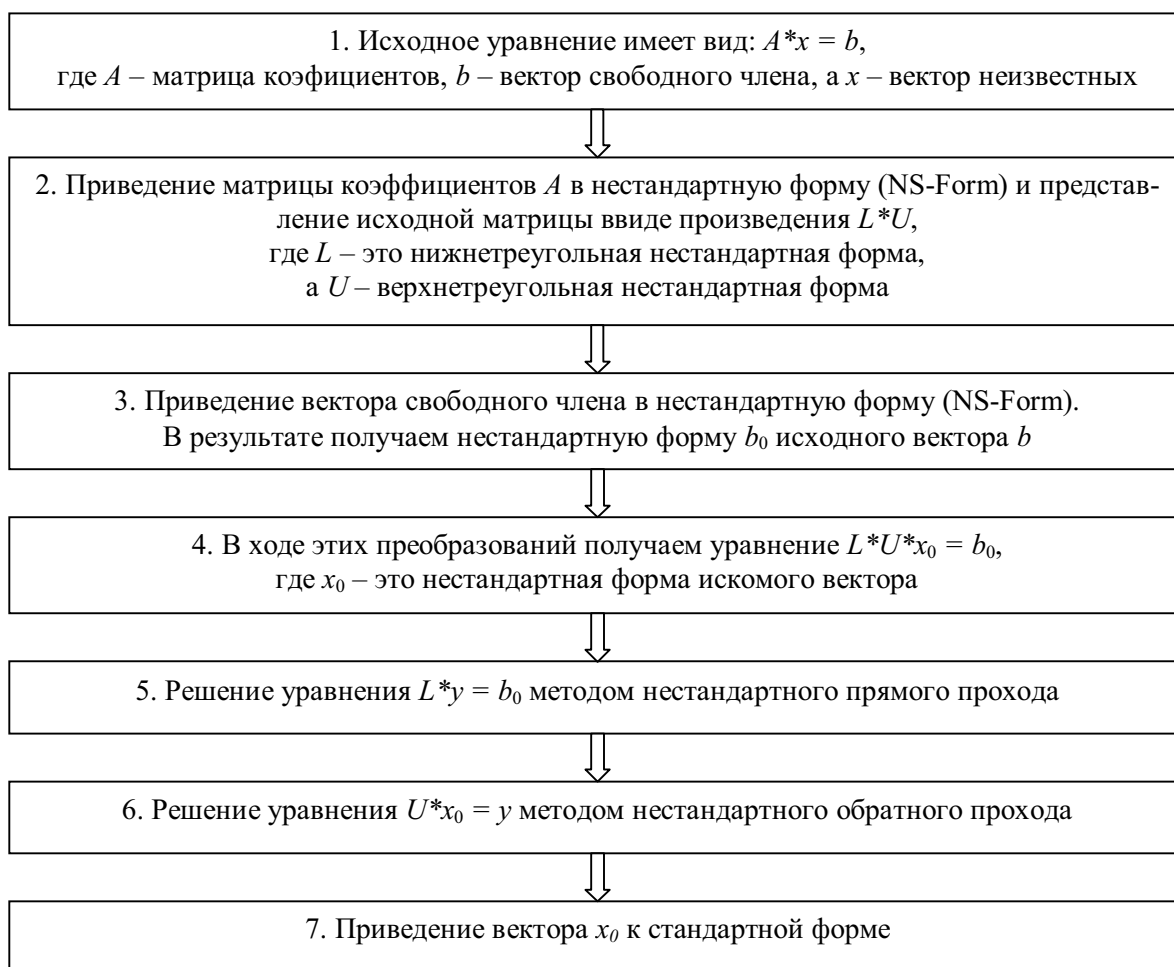 1. Исходное уравнение имеет вид: A*x = b,
где A – матрица коэфициентов, b – вектор свободного члена, а x – вектор неизвестных
2. Приведение матрицы коэффициентов A в нестандартную форму (NS-Form) и представ-
ление исходной матрицы ввиде произведения L*U,
где L – это нижнетреугольная нестандартная форма,
а U – верхнетреугольная нестандартная форма
3. Приведение вектора свободного члена в нестандартную форму (NS-Form).
В результате получаем нестандартную форму b₀ исходного вектора b
4. В ходе этих преобразований получаем уравнение L*U*x₀ = b₀,
где x₀ – это нестандартная форма искомого вектора
5. Решение уравнения L*y = b₀ методом нестандартного прямого прохода
6. Решение уравнения U*x₀ = y методом нестандартного обратного прохода
7. Приведение вектора x₀ к стандартной форме